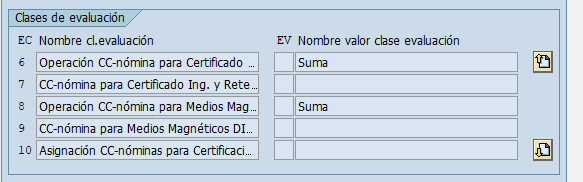 Clases de evaluación
EC Nombre cl.evaluación EV Nombre valor clase evaluación
6 Operación CC-nómina para Certificado ... Suma
7 CC-nómina para Certificado Ing. y Rete...
8 Operación CC-nómina para Medios Mag... Suma
9 CC-nómina para Medios Magnéticos DI...
10 Asignación CC-nóminas para Certificaci...